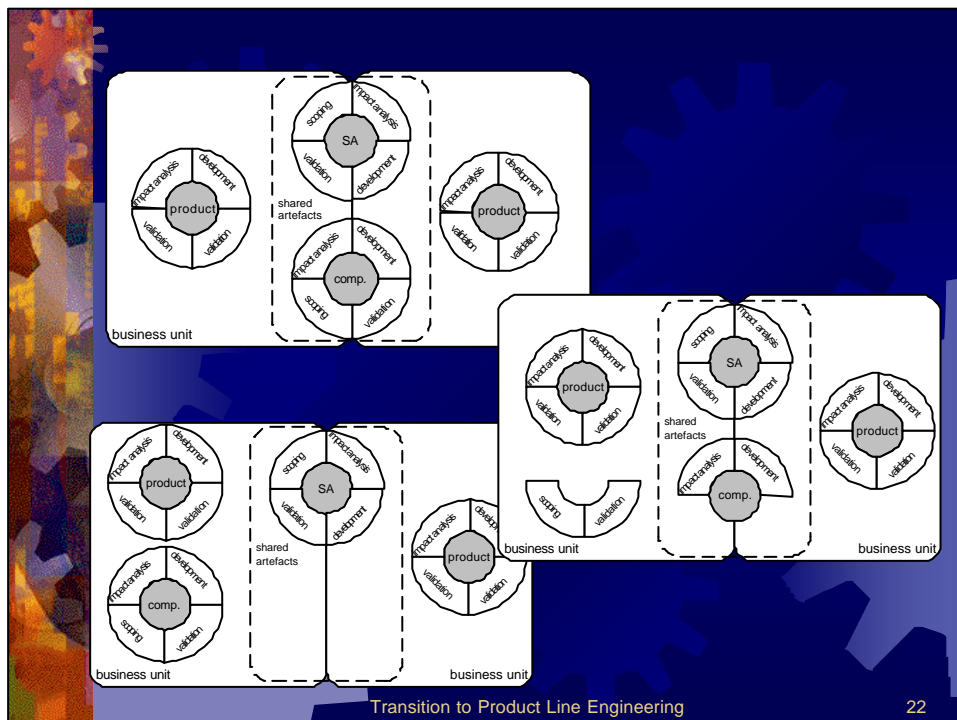 scoping
impact analysis
SA
validation
development
impact analysis
development
product
validation
validation
shared
artefacts
impact analysis
development
comp.
scoping
validation
impact analysis
development
product
validation
validation
business unit
impact analysis
development
product
validation
validation
scoping
impact analysis
SA
validation
development
shared
artefacts
impact analysis
development
comp.
scoping
validation
impact analysis
development
product
validation
validation
business unit
business unit
impact analysis
development
product
validation
validation
scoping
impact analysis
SA
validation
development
shared
artefacts
impact analysis
development
comp.
scoping
validation
impact analysis
development
product
validation
validation
business unit
business unit
Transition to Product Line Engineering
22